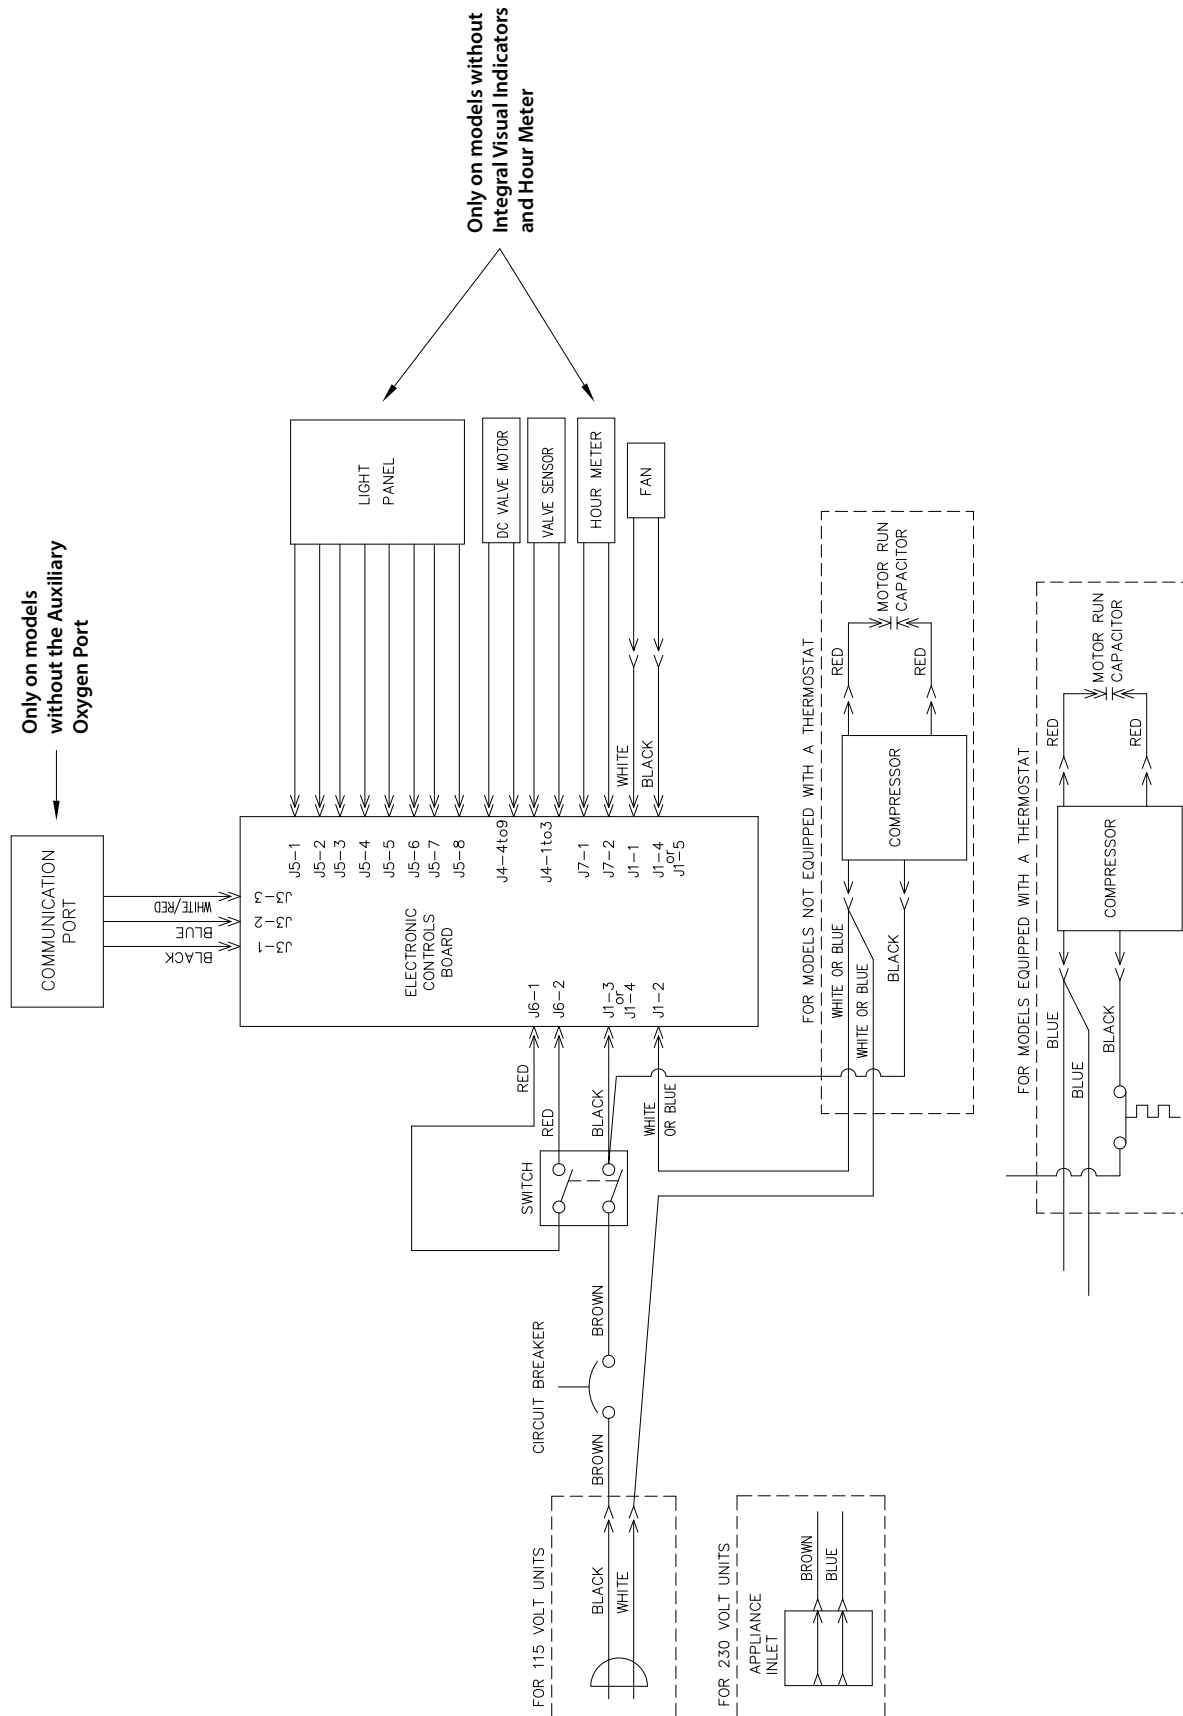 Only on models
without the Auxiliary
Oxygen Port
Only on models without
Integral Visual Indicators
and Hour Meter
COMMUNICATION
PORT
BLACK
BLUE
WHITE/RED
J3-1
J3-2
J3-3
ELECTRONIC
CONTROLS
BOARD
J5-1
J5-2
J5-3
J5-4
J5-5
J5-6
J5-7
J5-8
J4-4to9
J4-1to3
J7-1
J7-2
J1-1
J1-4
or
J1-5
LIGHT
PANEL
DC VALVE MOTOR
VALVE SENSOR
HOUR METER
FAN
WHITE
BLACK
J6-1
J6-2
J1-3
or
J1-4
J1-2
RED
RED
BLACK
WHITE
OR BLUE
SWITCH
BROWN
CIRCUIT BREAKER
BROWN
FOR 115 VOLT UNITS
BLACK
WHITE
FOR 230 VOLT UNITS
APPLIANCE
INLET
BROWN
BLUE
FOR MODELS NOT EQUIPPED WITH A THERMOSTAT
WHITE OR BLUE
WHITE OR BLUE
BLACK
COMPRESSOR
RED
RED
MOTOR RUN
CAPACITOR
FOR MODELS EQUIPPED WITH A THERMOSTAT
BLUE
BLUE
BLACK
COMPRESSOR
RED
RED
MOTOR RUN
CAPACITOR